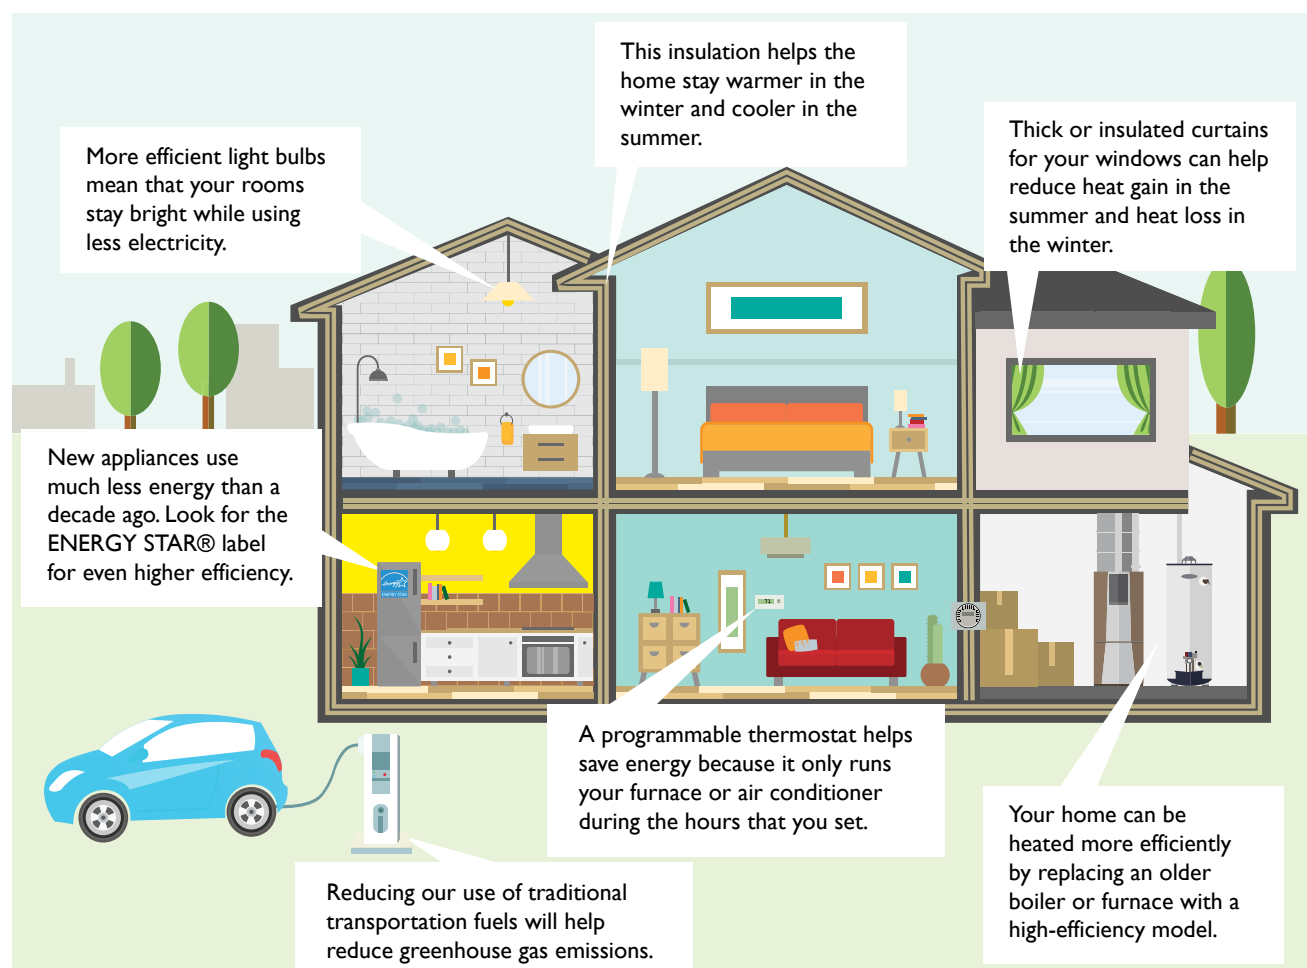 This insulation helps the
home stay warmer in the
winter and cooler in the
summer.
More efficient light bulbs
mean that your rooms
stay bright while using
less electricity.
Thick or insulated curtains
for your windows can help
reduce heat gain in the
summer and heat loss in
the winter.
New appliances use
much less energy than a
decade ago. Look for the
ENERGY STAR® label
for even higher efficiency.
energy
ENERGY STAR
71
A programmable thermostat helps
save energy because it only runs
your furnace or air conditioner
during the hours that you set.
Your home can be
heated more efficiently
by replacing an older
boiler or furnace with a
high-efficiency model.
Reducing our use of traditional
transportation fuels will help
reduce greenhouse gas emissions.